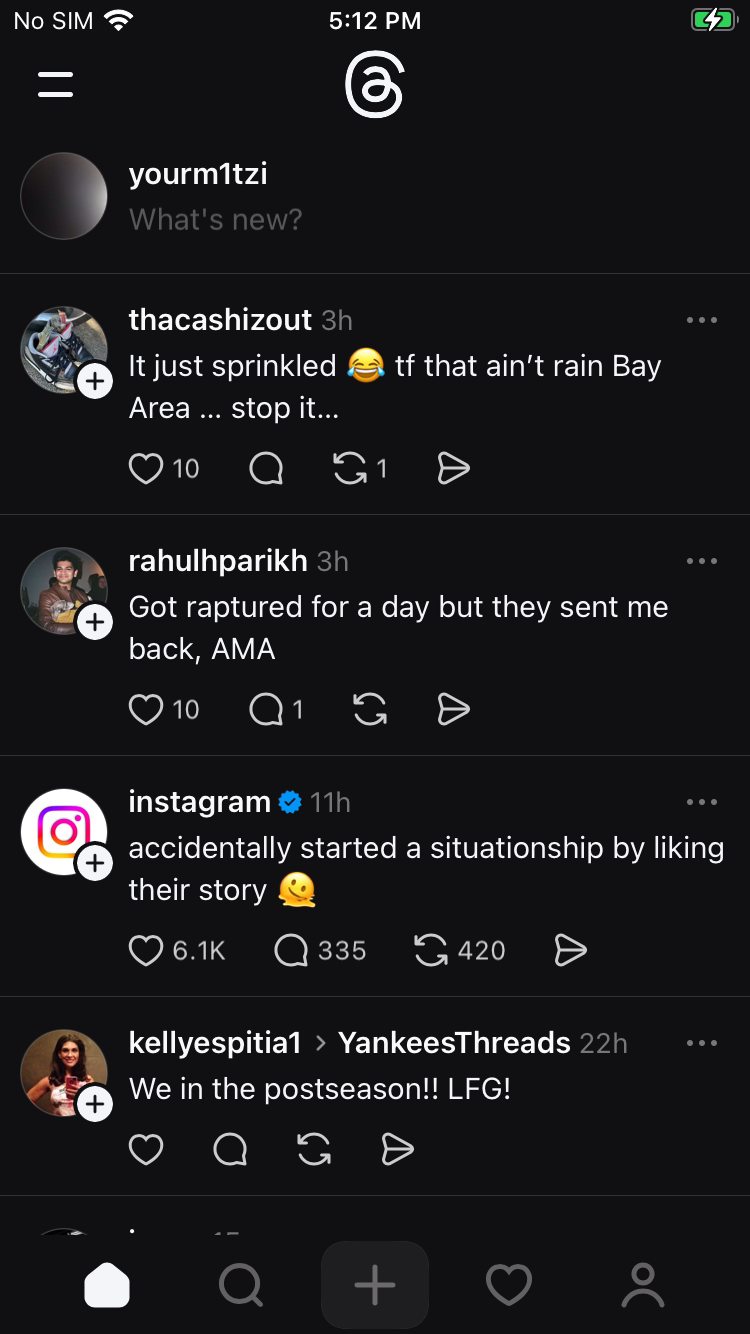 No SIM 5:12 PM
yourm1tzi
What's new?
thacashizout 3h
It just sprinkled 😂 tf that ain’t rain Bay
Area ... stop it...
10 1
rahulhparikh 3h
Got raptured for a day but they sent me
back, AMA
10 1
instagram 11h
accidentally started a situationship by liking
their story 🫠
6.1K 335 420
kellyespitia1 > YankeesThreads 22h
We in the postseason!! LFG!